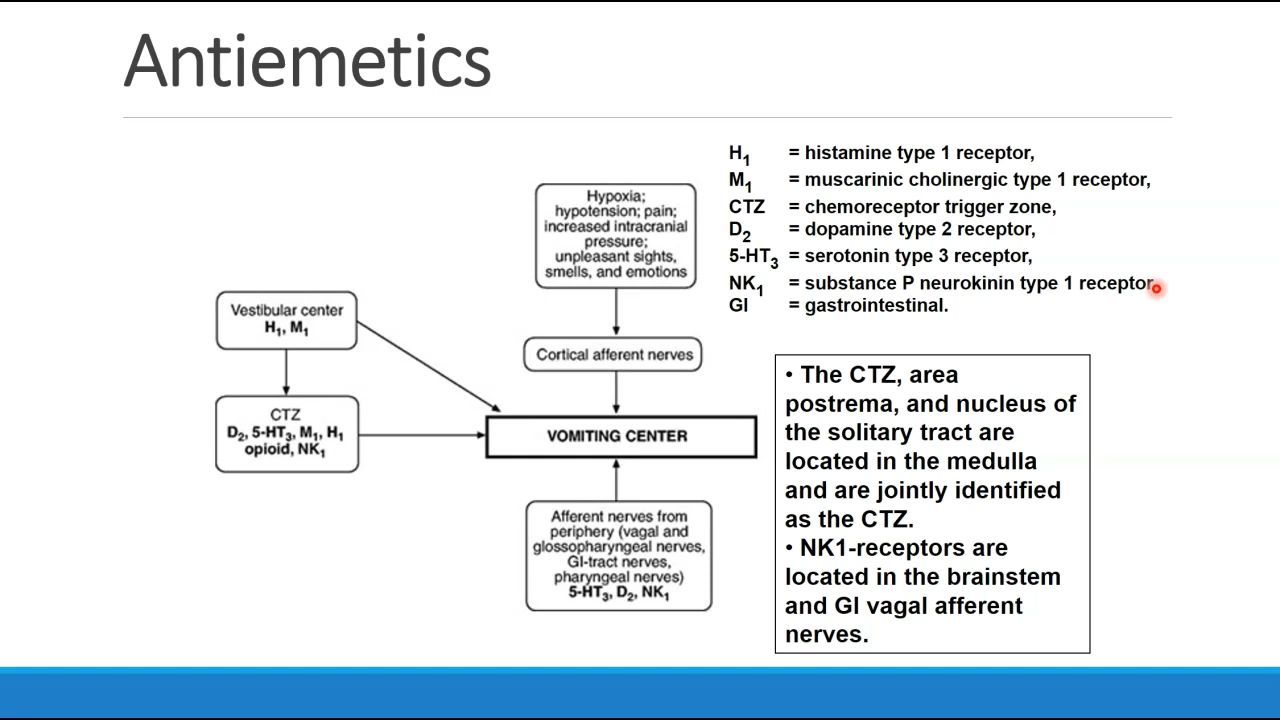 Antiemetics
H1 = histamine type 1 receptor,
M1 = muscarinic cholinergic type 1 receptor,
CTZ = chemoreceptor trigger zone,
D2 = dopamine type 2 receptor,
5-HT3 = serotonin type 3 receptor,
NK1 = substance P neurokinin type 1 receptor
GI = gastrointestinal.
Hypoxia;
hypotension; pain;
increased intracranial
pressure;
unpleasant sights,
smells, and emotions
Vestibular center
H1, M1
Cortical afferent nerves
CTZ
D2, 5-HT3, M1, H1
opioid, NK1
VOMITING CENTER
Afferent nerves from
periphery (vagal and
glossopharyngeal nerves,
GI-tract nerves,
pharyngeal nerves)
5-HT3, D2, NK1
• The CTZ, area
postrema, and nucleus of
the solitary tract are
located in the medulla
and are jointly identified
as the CTZ.
• NK1-receptors are
located in the brainstem
and GI vagal afferent
nerves.